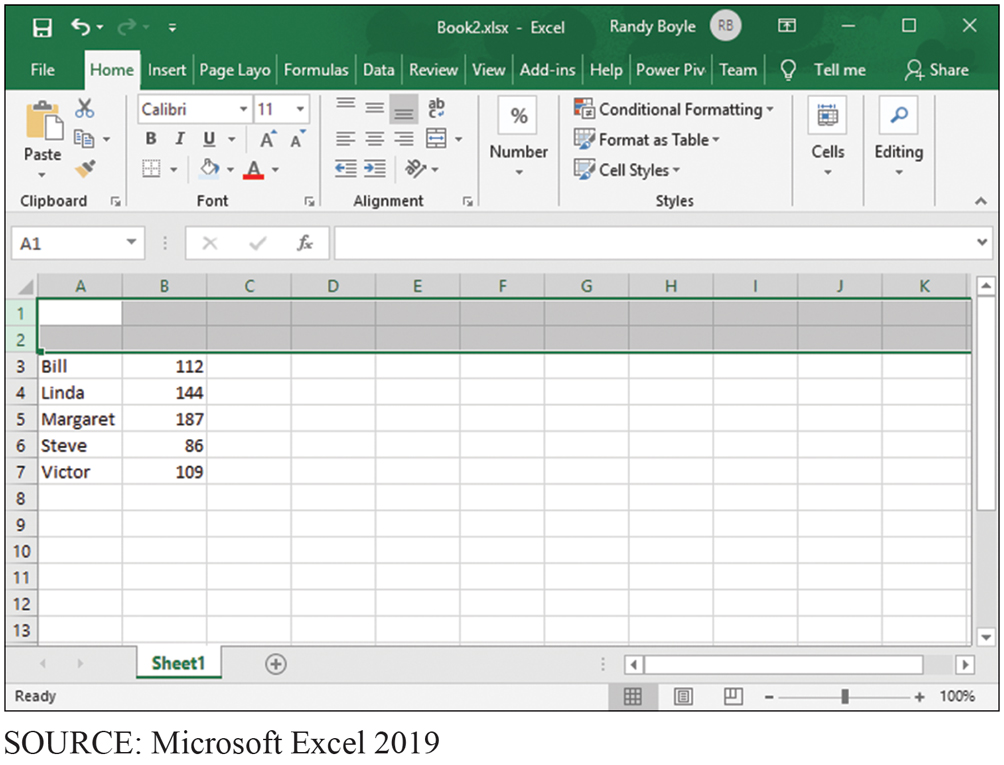 Book2.xlsx - Excel Randy Boyle RB
File Home Insert Page Layo Formulas Data Review View Add-ins Help Power Piv Team Tell me Share
Calibri 11 ab % Conditional Formatting
Paste B I U A A Number Format as Table Cells Editing
A Cell Styles
Clipboard Font Alignment Styles
A1 fx
A B C D E F G H I J K
1
2
3 Bill 112
4 Linda 144
5 Margaret 187
6 Steve 86
7 Victor 109
8
9
10
11
12
13
Sheet1
Ready 100%
SOURCE: Microsoft Excel 2019